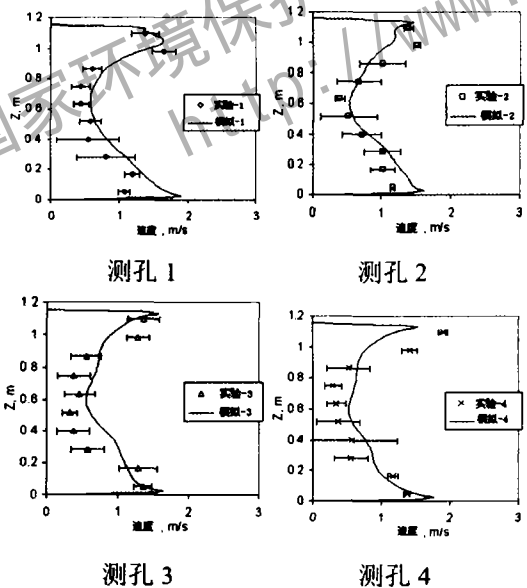 国家环境保
http://www.
Z, m
1 2
1
0 8
0 6
0 4
0 2
0
0
1
2
3
速度，m/s
实验-1
模拟-1
测孔 1
Z, m
1.2
1
0.8
0.6
0.4
0.2
0
0
1
2
3
速度，m/s
实验-2
模拟-2
测孔 2
Z, m
1 2
1
0 8
0 6
0 4
0 2
0
0
1
2
3
速度，m/s
实验-3
模拟-3
测孔 3
Z, m
1 2
1
0.8
0 6
0.4
0.2
0
0
1
2
3
速度，m/s
实验-4
模拟-4
测孔 4